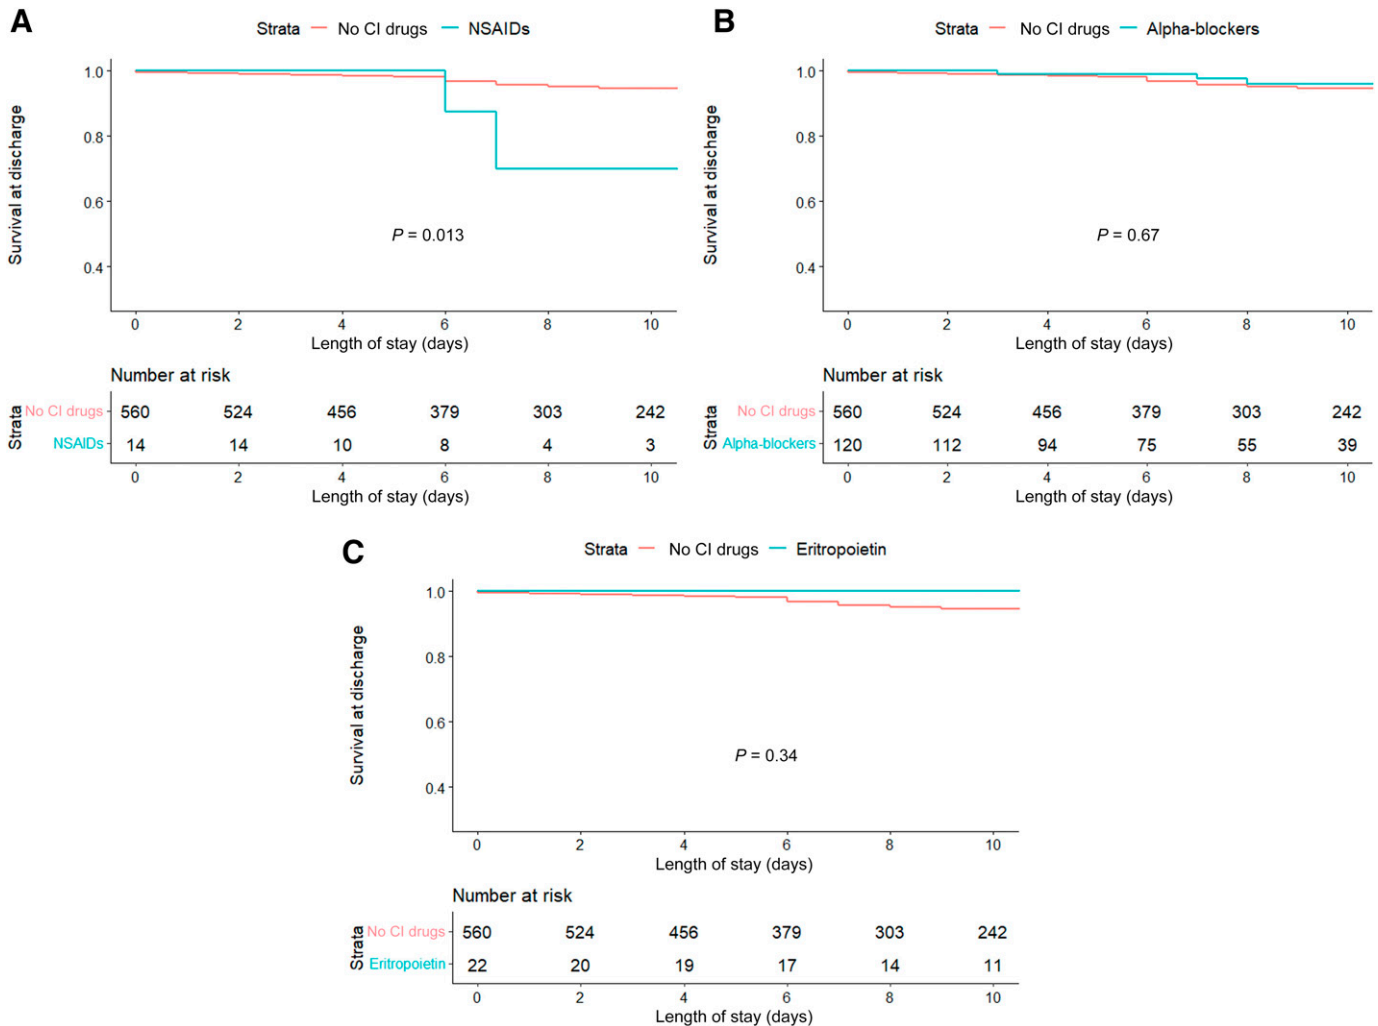 A
Strata No CI drugs NSAIDs
Survival at discharge
1.0
0.8
0.6
0.4
P = 0.013
0 2 4 6 8 10
Length of stay (days)
Number at risk
Strata
No CI drugs 560 524 456 379 303 242
NSAIDs 14 14 10 8 4 3
0 2 4 6 8 10
Length of stay (days)
B
Strata No CI drugs Alpha-blockers
Survival at discharge
1.0
0.8
0.6
0.4
P = 0.67
0 2 4 6 8 10
Length of stay (days)
Number at risk
Strata
No CI drugs 560 524 456 379 303 242
Alpha-blockers 120 112 94 75 55 39
0 2 4 6 8 10
Length of stay (days)
C
Strata No CI drugs Eritropoietin
Survival at discharge
1.0
0.8
0.6
0.4
P = 0.34
0 2 4 6 8 10
Length of stay (days)
Number at risk
Strata
No CI drugs 560 524 456 379 303 242
Eritropoietin 22 20 19 17 14 11
0 2 4 6 8 10
Length of stay (days)